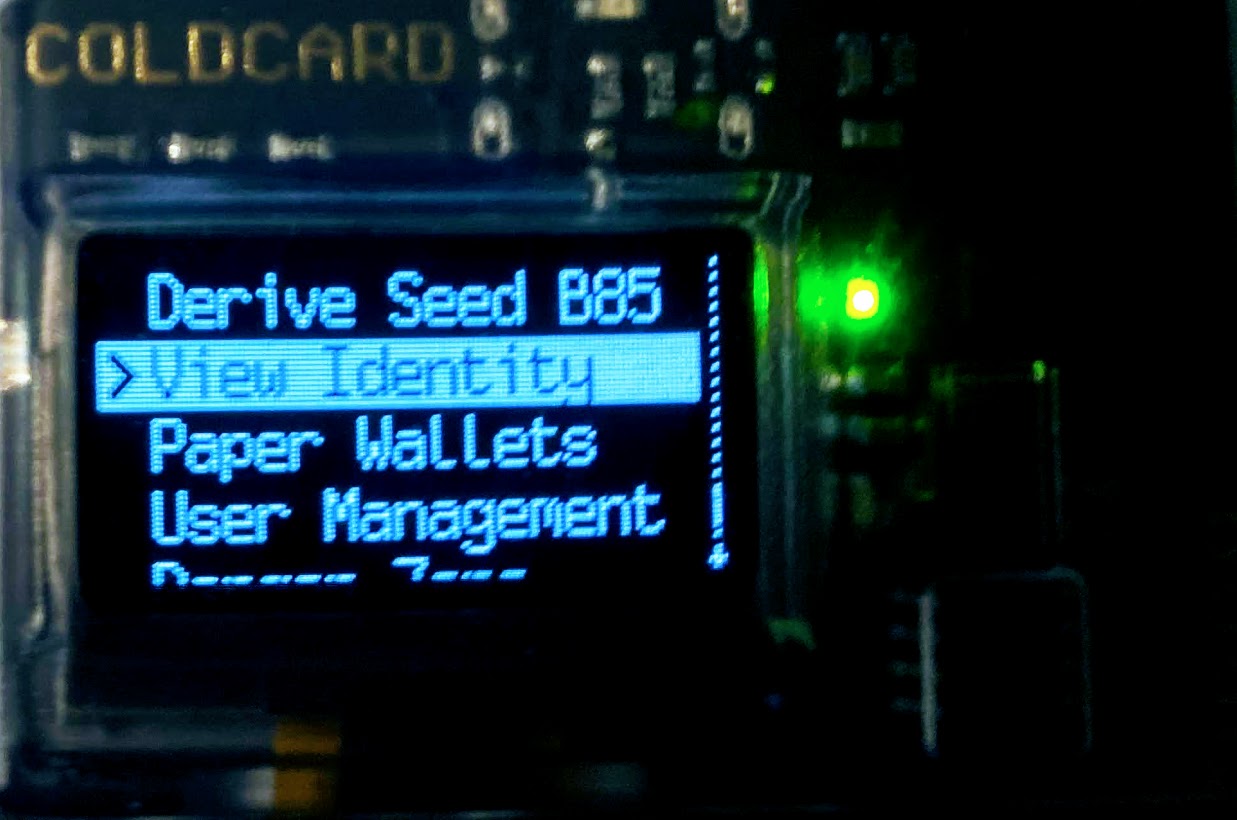 COLDCARD
Derive Seed B85
>View Identity
Paper Wallets
User Management